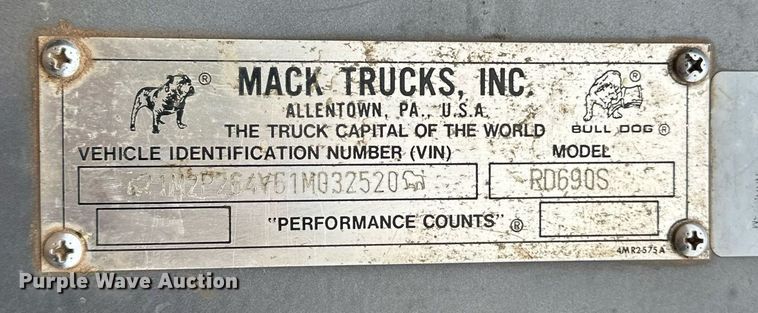 MACK TRUCKS, INC.
ALLENTOWN, PA., U.S.A.
THE TRUCK CAPITAL OF THE WORLD
BULL DOG ®
VEHICLE IDENTIFICATION NUMBER (VIN) MODEL
1M2P264Y61M032520 RD690S
"PERFORMANCE COUNTS" ®
4MR2575A
Purple Wave Auction